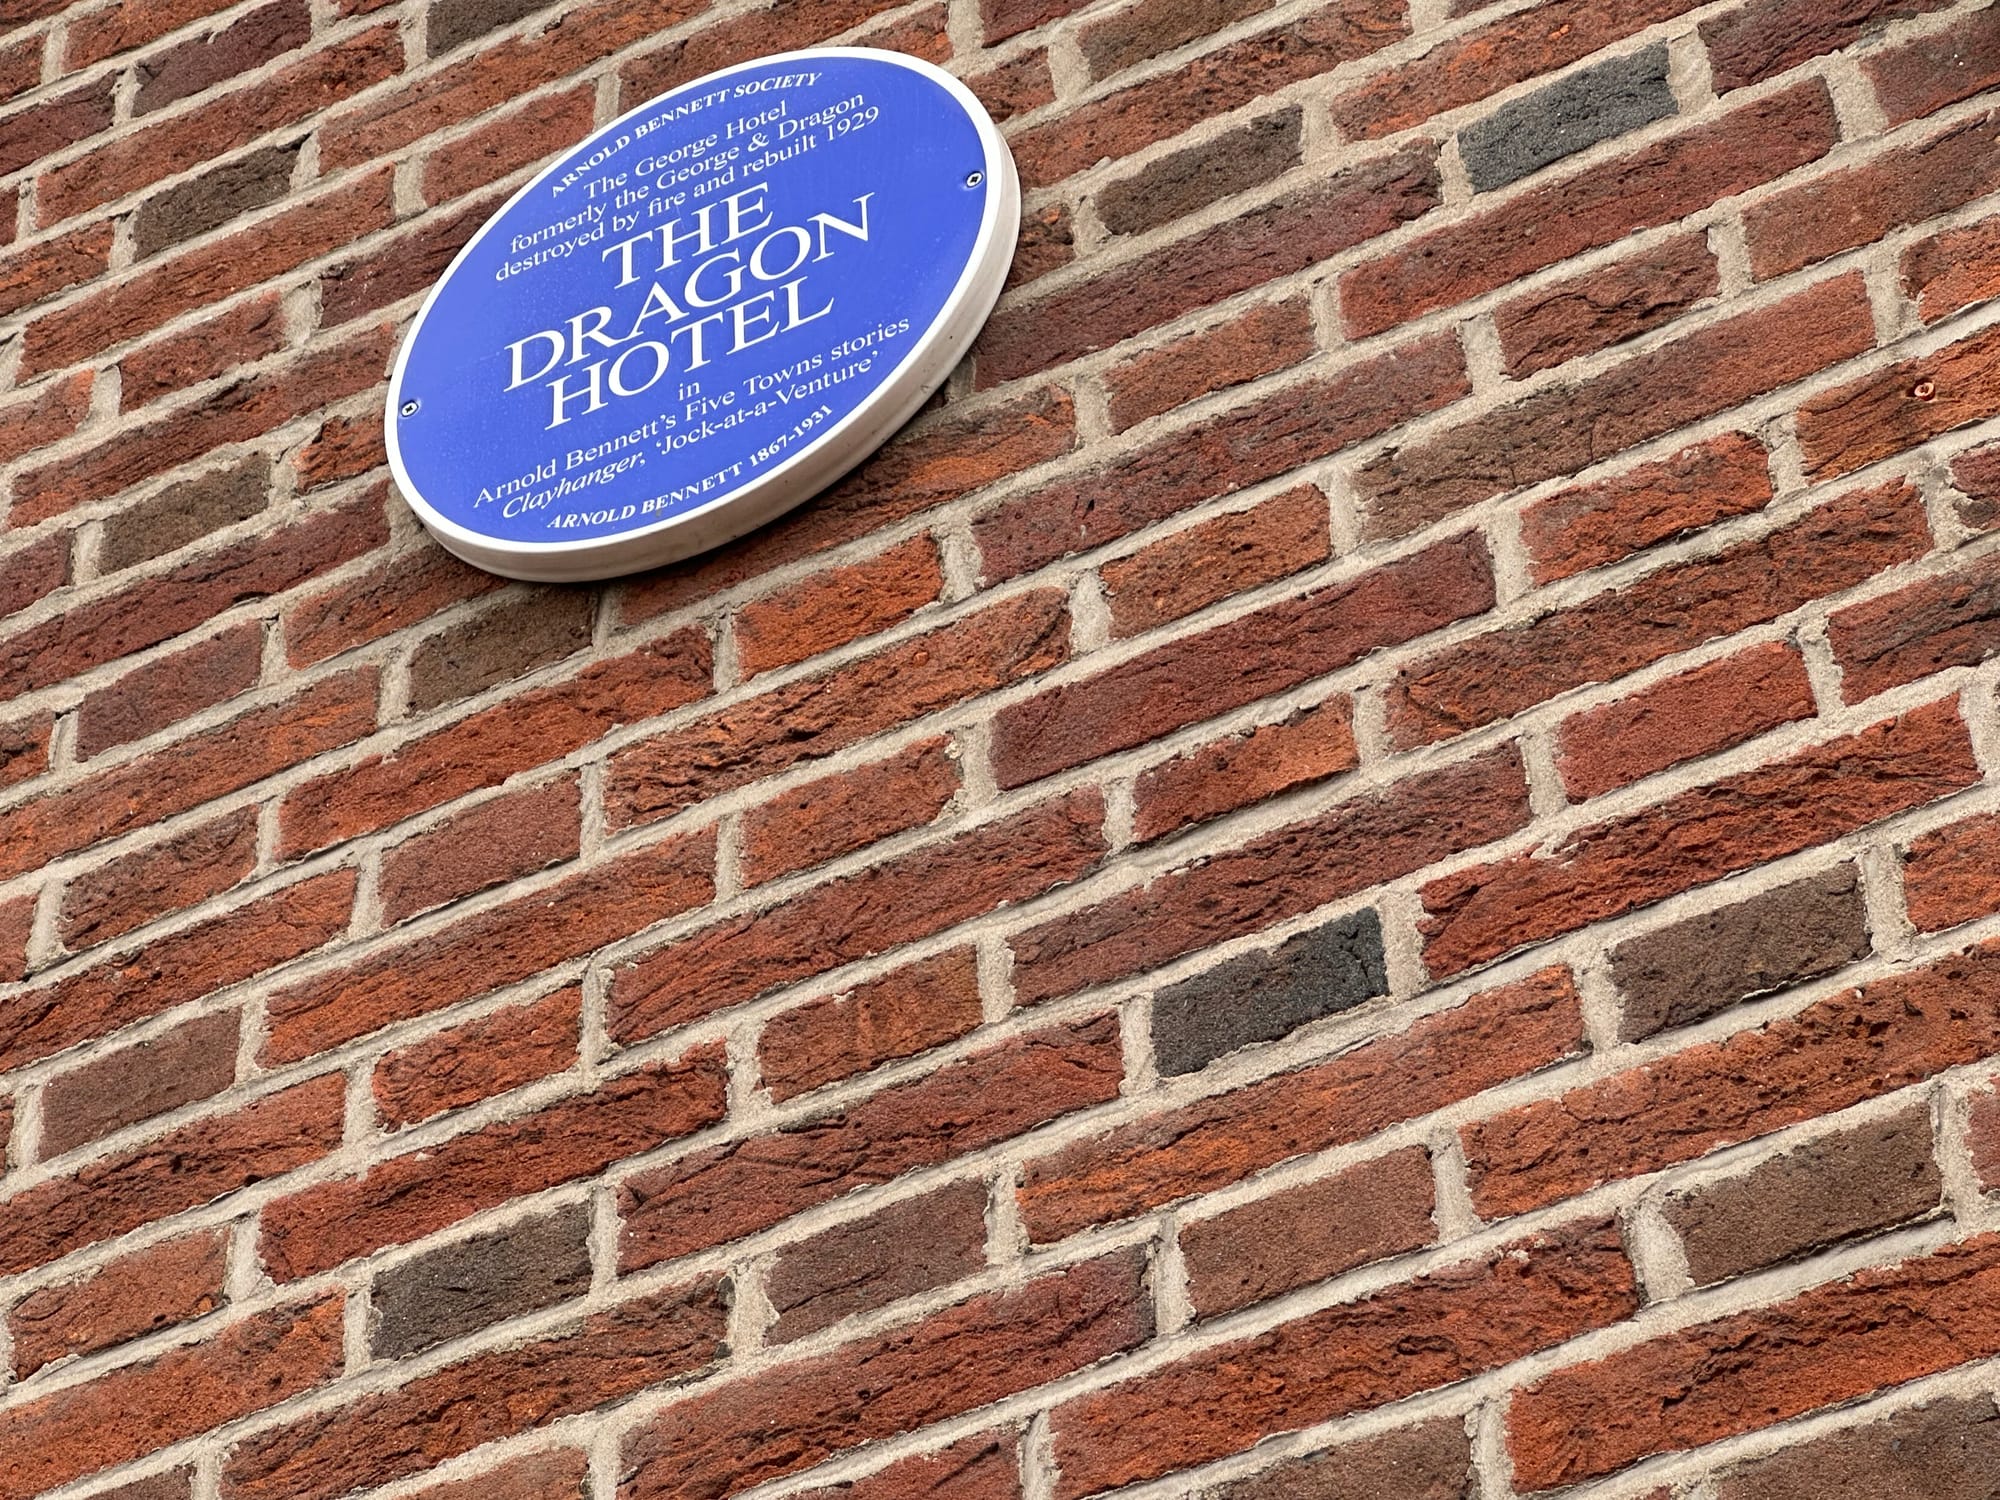 ARNOLD BENNETT SOCIETY
The George Hotel
formerly the George & Dragon
destroyed by fire and rebuilt 1929
THE
DRAGON
HOTEL
in
Arnold Bennett's Five Towns stories
Clayhanger, 'Jock-at-a-Venture'
ARNOLD BENNETT 1867-1931